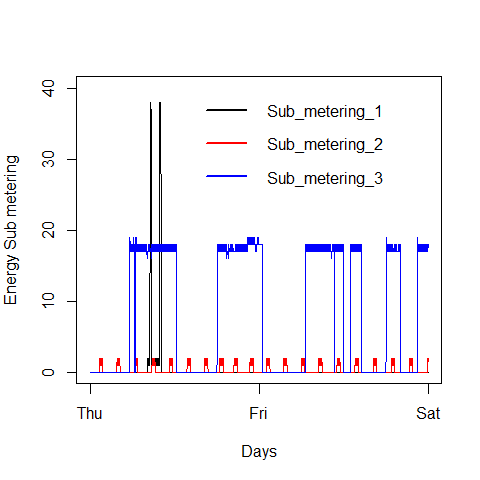 Energy Sub metering
40
30
20
10
0
Sub_metering_1
Sub_metering_2
Sub_metering_3
Thu Fri Sat
Days